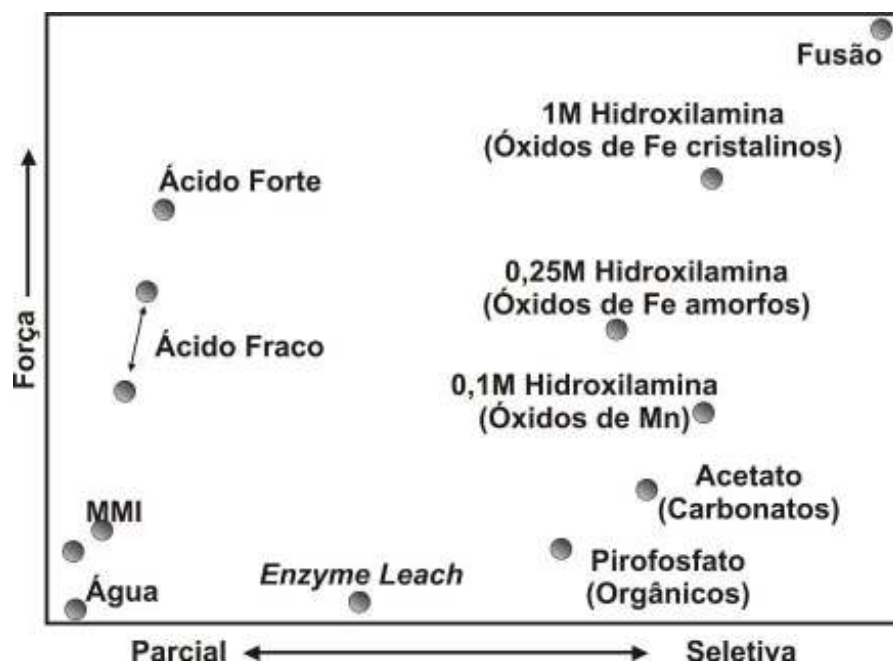 Fusão
1M Hidroxilamina
(Óxidos de Fe cristalinos)
Ácido Forte
0,25M Hidroxilamina
(Óxidos de Fe amorfos)
Força
Ácido Fraco
0,1M Hidroxilamina
(Óxidos de Mn)
Acetato
(Carbonatos)
MMI
Enzyme Leach
Pirofosfato
(Orgânicos)
Água
Parcial
Seletiva